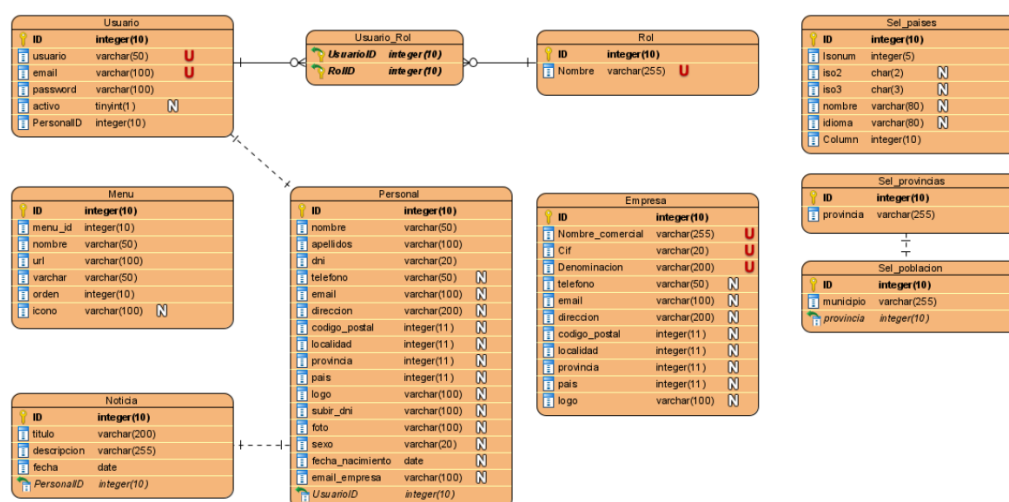 Usuario
ID integer(10)
usuario varchar(50) U
email varchar(100) U
password varchar(100)
activo tinyint(1) N
PersonalID integer(10)
Usuario_Rol
UsuarioID integer(10)
RolID integer(10)
Rol
ID integer(10)
Nombre varchar(255) U
Sel_paises
ID integer(10)
Isonum integer(5)
iso2 char(2) N
iso3 char(3) N
nombre varchar(80) N
idioma varchar(80) N
Column integer(10)
Menu
ID integer(10)
menu_id integer(10)
nombre varchar(50)
url varchar(100)
varchar varchar(50)
orden integer(10)
icono varchar(100) N
Personal
ID integer(10)
nombre varchar(50)
apellidos varchar(100)
dni varchar(20)
telefono varchar(50) N
email varchar(100) N
direccion varchar(200) N
codigo_postal integer(11) N
localidad integer(11) N
provincia integer(11) N
pais integer(11) N
logo varchar(100) N
subir_dni varchar(100) N
foto varchar(100) N
sexo varchar(20) N
fecha_nacimiento date N
email_empresa varchar(100) N
UsuarioID integer(10)
Empresa
ID integer(10)
Nombre_comercial varchar(255) U
Cif varchar(20) U
Denominacion varchar(200) U
telefono varchar(50) N
email varchar(100) N
direccion varchar(200) N
codigo_postal integer(11) N
localidad integer(11) N
provincia integer(11) N
pais integer(11) N
logo varchar(100) N
Sel_provincias
ID integer(10)
provincia varchar(255)
Sel_poblacion
ID integer(10)
municipio varchar(255)
provincia integer(10)
Noticia
ID integer(10)
titulo varchar(200)
descripcion varchar(255)
fecha date
PersonalID integer(10)